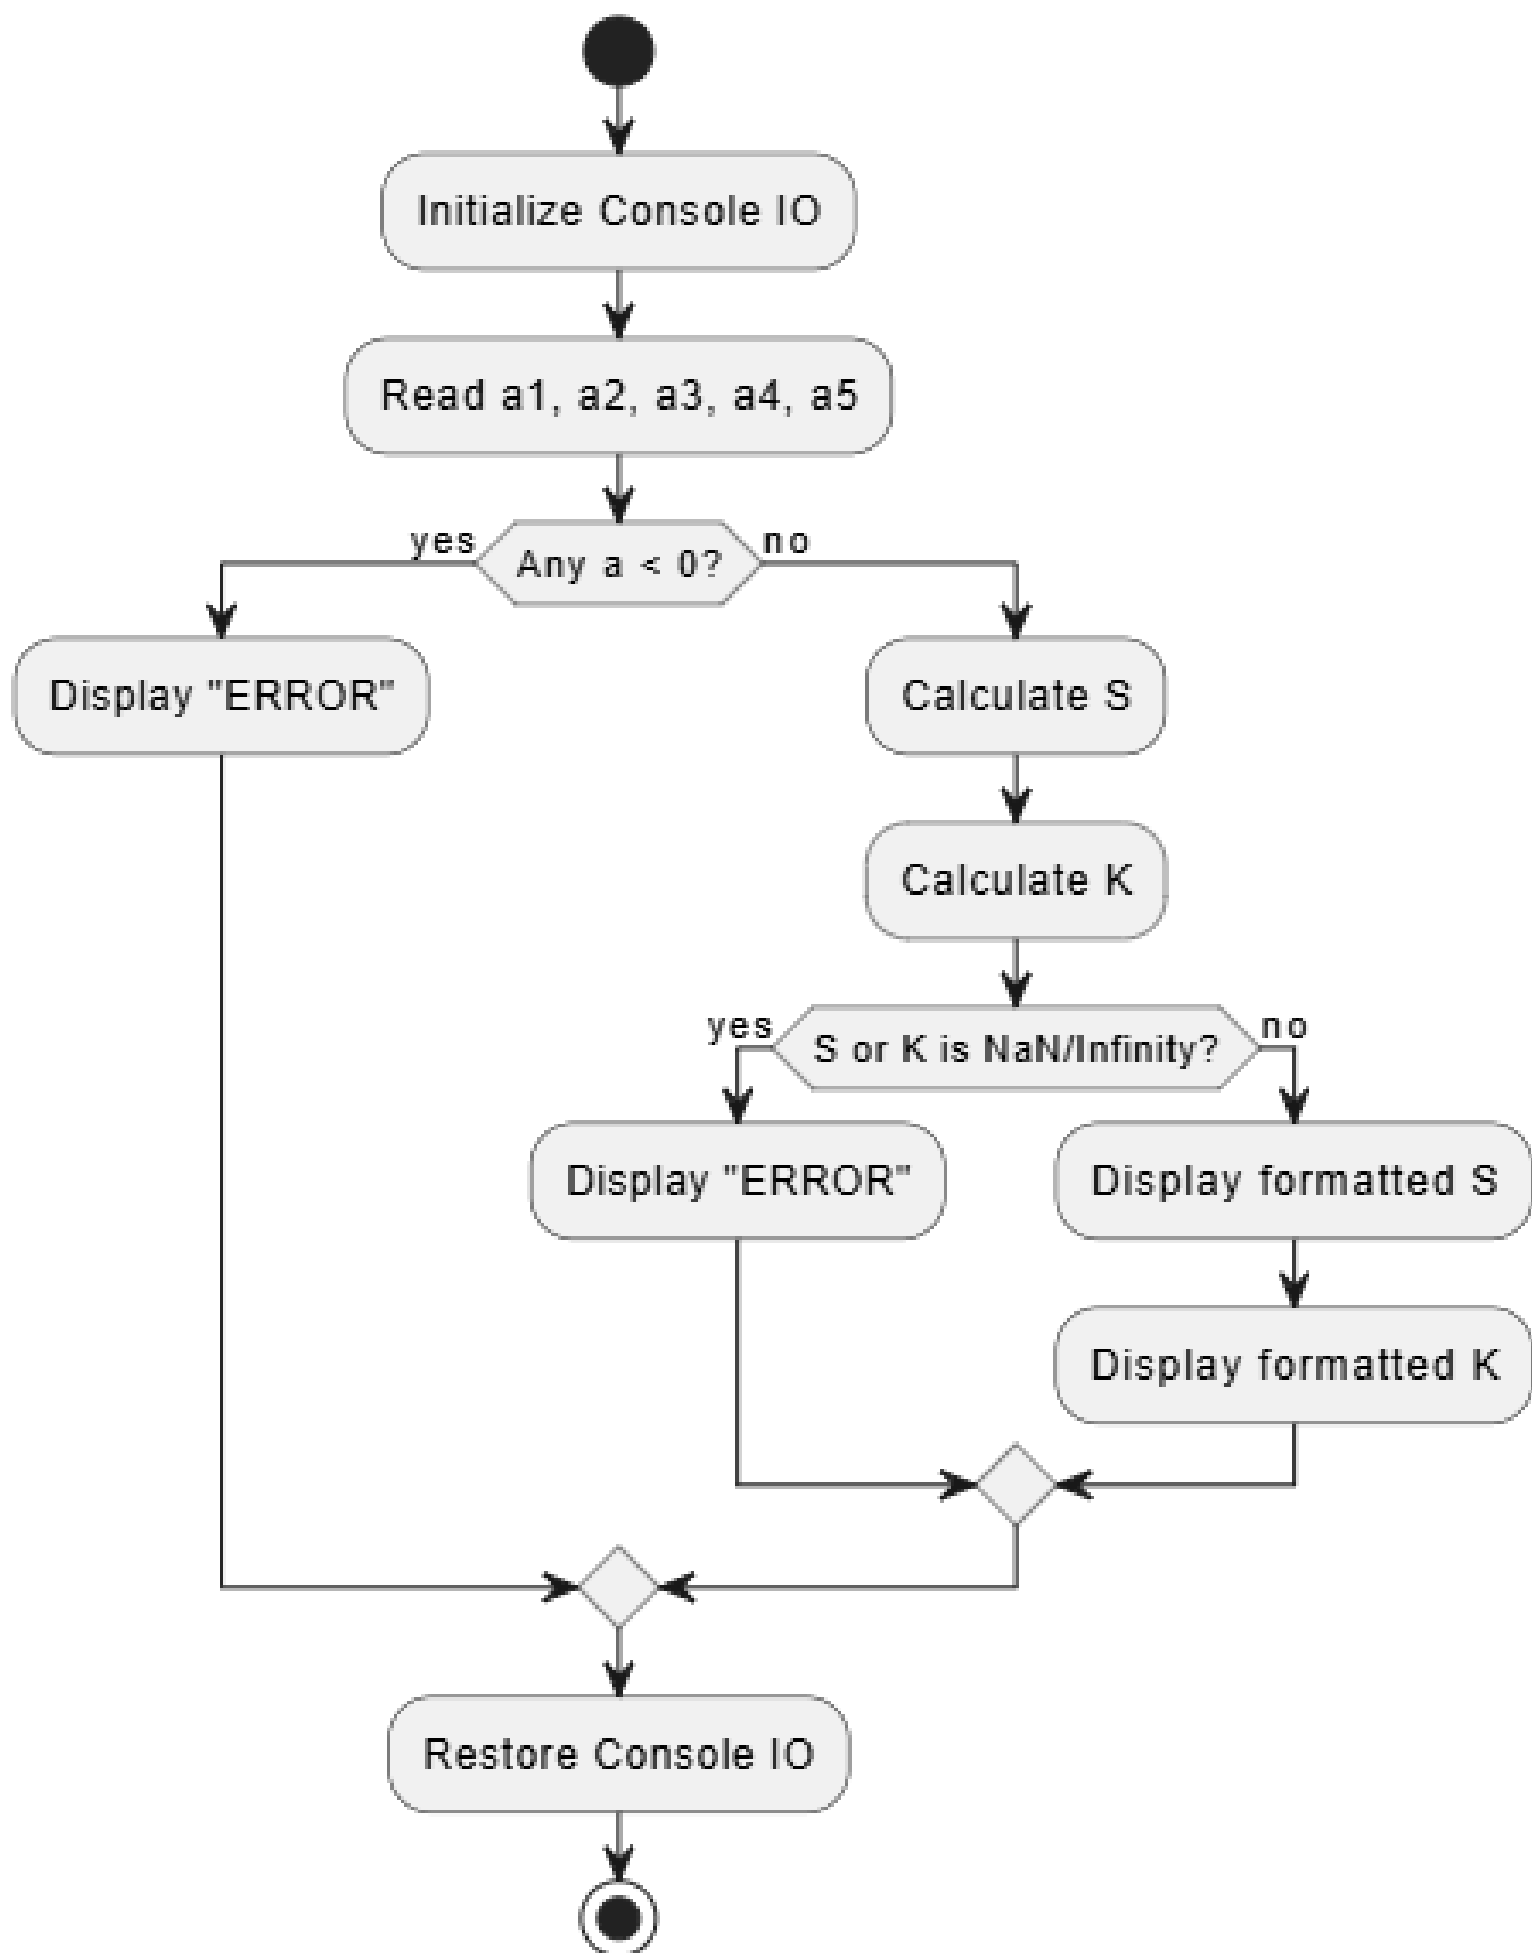 Initialize Console IO
Read a1, a2, a3, a4, a5
yes
Any a < 0?
no
Display "ERROR"
Calculate S
Calculate K
yes
S or K is NaN/Infinity?
no
Display "ERROR"
Display formatted S
Display formatted K
Restore Console IO